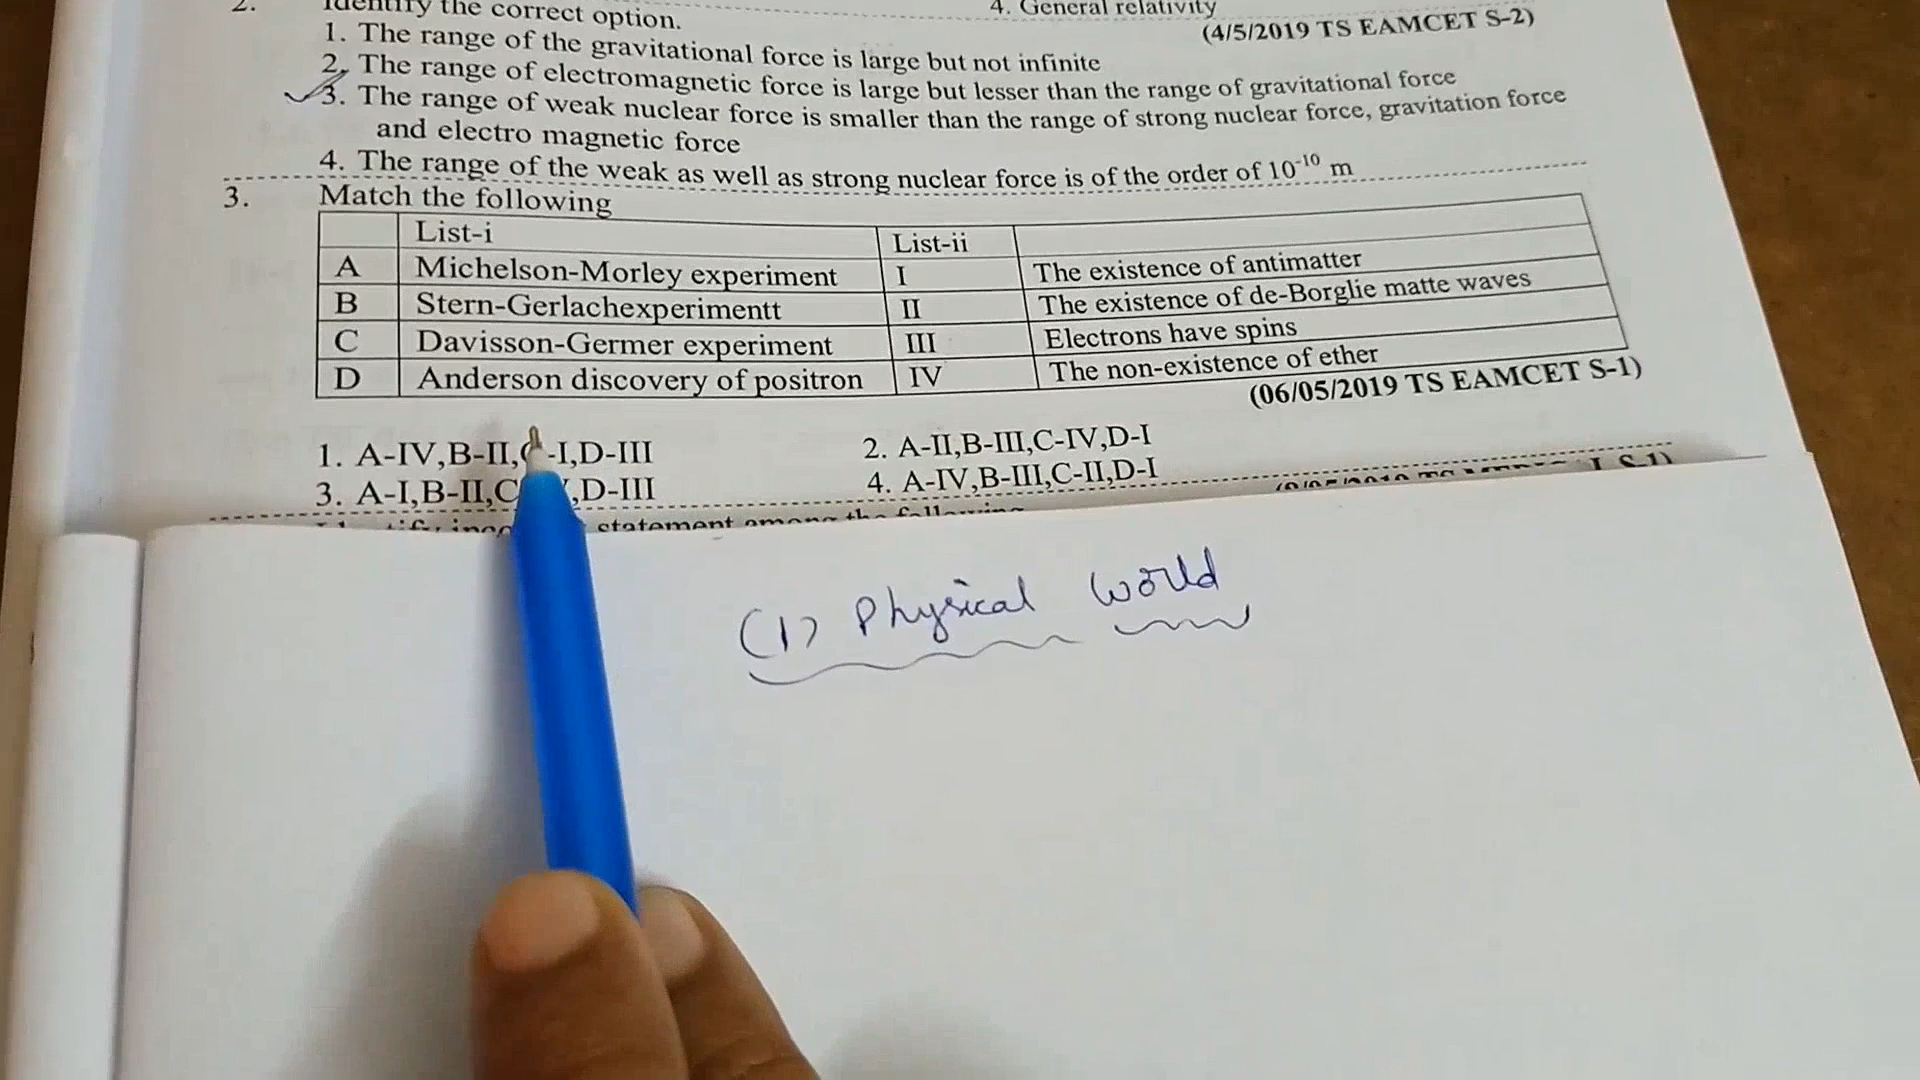 2. Identify the correct option.
4. General relativity
(4/5/2019 TS EAMCET S-2)
1. The range of the gravitational force is large but not infinite
2. The range of electromagnetic force is large but lesser than the range of gravitational force
3. The range of weak nuclear force is smaller than the range of strong nuclear force, gravitation force
and electro magnetic force
4. The range of the weak as well as strong nuclear force is of the order of 10⁻¹⁰ m
3. Match the following
List-i List-ii
A Michelson-Morley experiment I The existence of antimatter
B Stern-Gerlachexperimentt II The existence of de-Borglie matte waves
C Davisson-Germer experiment III Electrons have spins
D Anderson discovery of positron IV The non-existence of ether
(06/05/2019 TS EAMCET S-1)
1. A-IV,B-II,C-I,D-III 2. A-II,B-III,C-IV,D-I
3. A-I,B-II,C ,D-III 4. A-IV,B-III,C-II,D-I
statement among the following
(1) Physical World